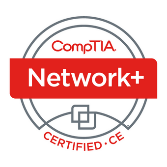 CompTIA.
Network+
CERTIFIED • CE